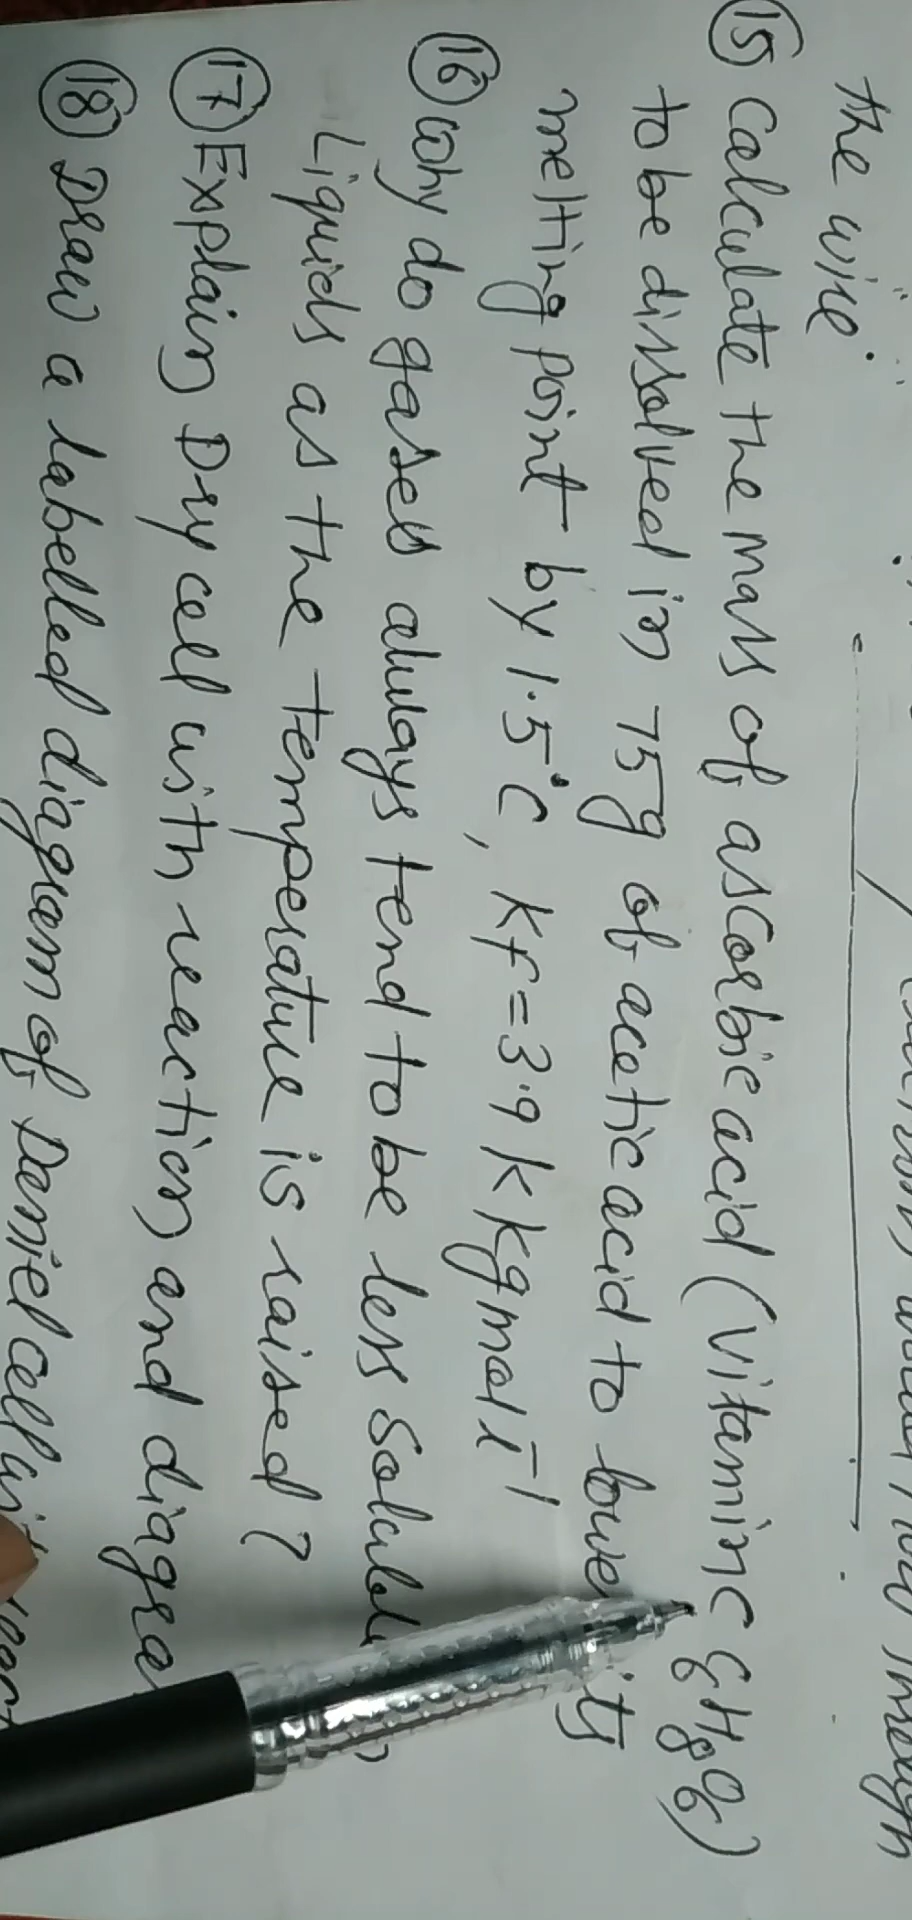 the wire.
(15) Calculate the mass of ascorbic acid (Vitamin C C6H8O6)
to be dissolved in 75g of acetic acid to lower its
melting point by 1.5°C, Kf = 3.9 K kg mol-1
(16) Why do gases always tend to be less soluble in
Liquids as the temperature is raised?
(17) Explain Dry cell with reaction and diagra
(18) Draw a labelled diagram of Daniel cell